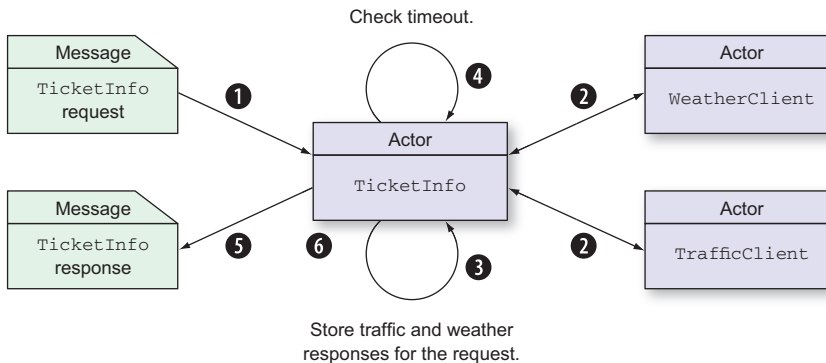 Check timeout.
Message
TicketInfo
request
1
4
2
Actor
WeatherClient
Actor
TicketInfo
Message
TicketInfo
response
5
6
3
2
Actor
TrafficClient
Store traffic and weather
responses for the request.